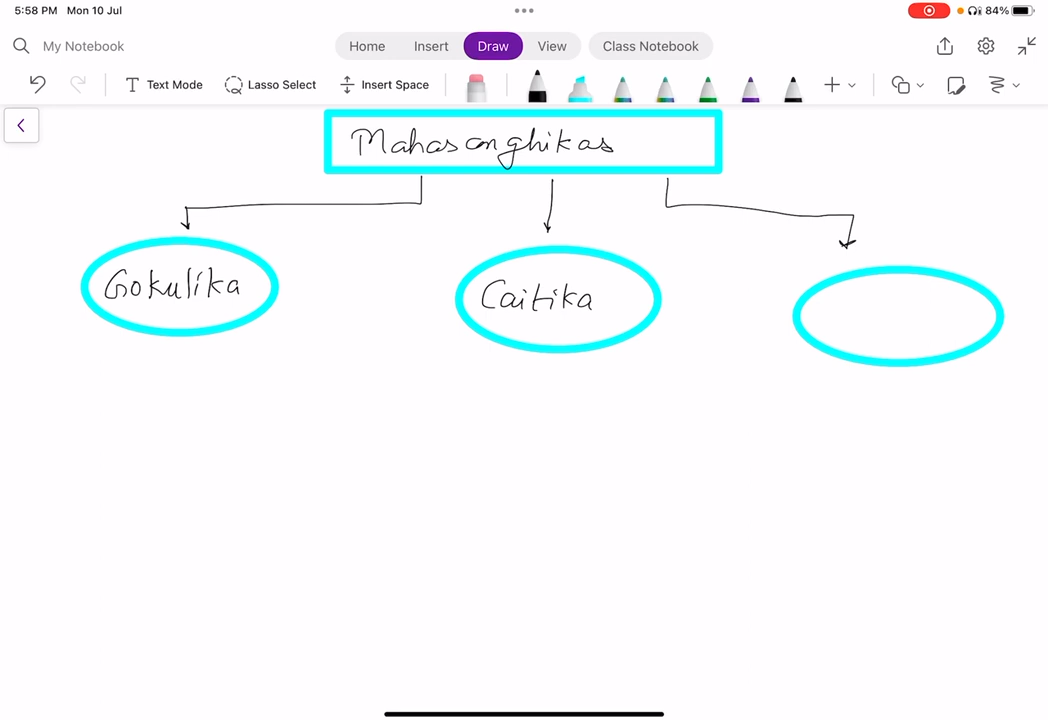 5:58 PM Mon 10 Jul
84%
My Notebook
Home Insert Draw View Class Notebook
T Text Mode Lasso Select Insert Space
Mahasanghikas
Gokulika
Caitika